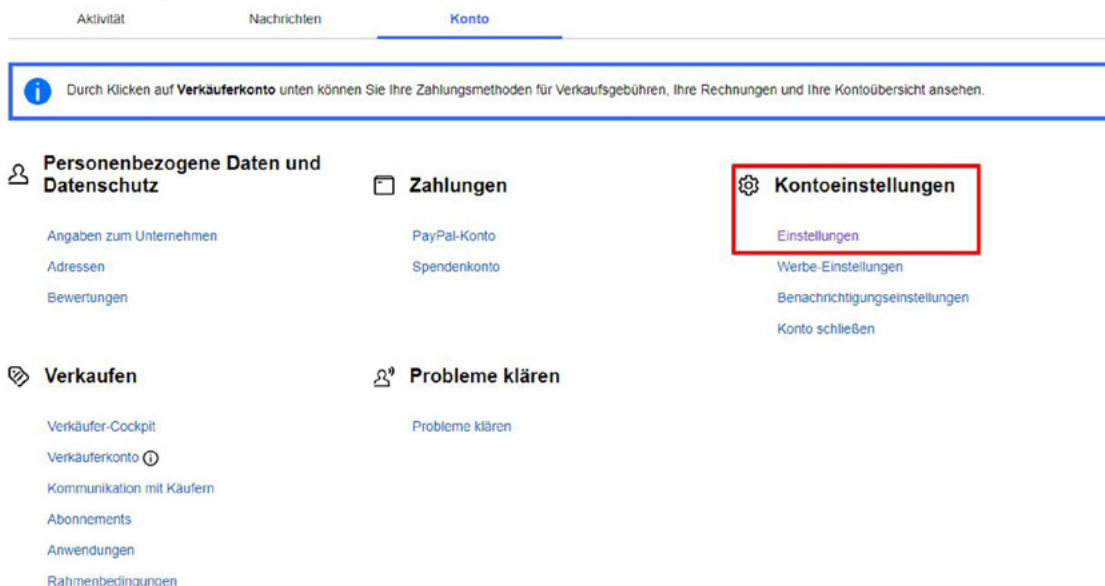 Aktivität
Nachrichten
Konto
Durch Klicken auf Verkäuferkonto unten können Sie Ihre Zahlungsmethoden für Verkaufsgebühren, Ihre Rechnungen und Ihre Kontoübersicht ansehen.
Personenbezogene Daten und
Datenschutz
Angaben zum Unternehmen
Adressen
Bewertungen
Zahlungen
PayPal-Konto
Spendenkonto
Kontoeinstellungen
Einstellungen
Werbe-Einstellungen
Benachrichtigungseinstellungen
Konto schließen
Verkaufen
Verkäufer-Cockpit
Verkäuferkonto
Kommunikation mit Käufern
Abonnements
Anwendungen
Rahmenbedingungen
Probleme klären
Probleme klären